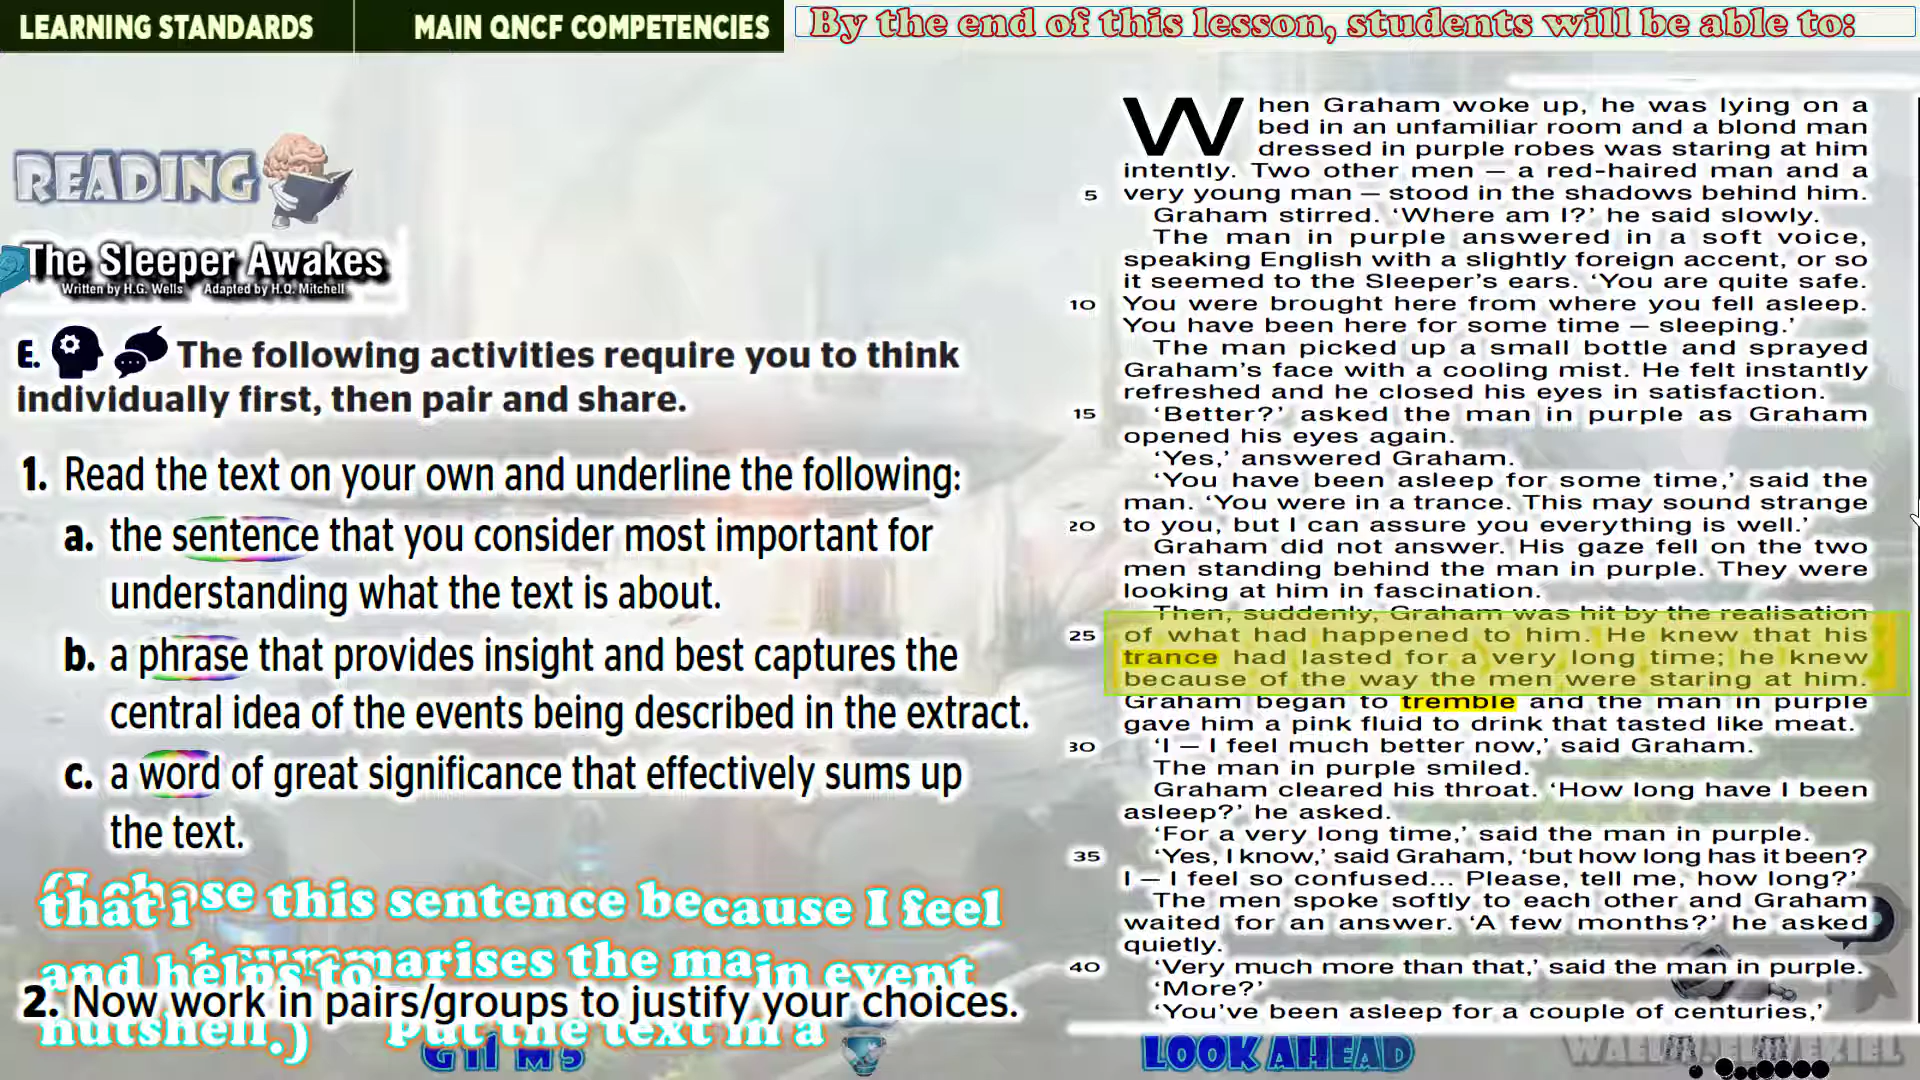 LEARNING STANDARDS
MAIN QNCF COMPETENCIES
By the end of this lesson, students will be able to:
READING
The Sleeper Awakes
Written by H.G. Wells Adapted by H.Q. Mitchell
E. The following activities require you to think
individually first, then pair and share.
1. Read the text on your own and underline the following:
a. the sentence that you consider most important for
understanding what the text is about.
b. a phrase that provides insight and best captures the
central idea of the events being described in the extract.
c. a word of great significance that effectively sums up
the text.
this sentence because I feel
that i
summarises the main event
and helps to
2. Now work in pairs/groups to justify your choices.
nutshell.) put the text in a
G11 M5
LOOK AHEAD
When Graham woke up, he was lying on a
bed in an unfamiliar room and a blond man
dressed in purple robes was staring at him
intently. Two other men – a red-haired man and a
5 very young man – stood in the shadows behind him.
Graham stirred. ‘Where am I?’ he said slowly.
The man in purple answered in a soft voice,
speaking English with a slightly foreign accent, or so
it seemed to the Sleeper’s ears. ‘You are quite safe.
10 You were brought here from where you fell asleep.
You have been here for some time – sleeping.’
The man picked up a small bottle and sprayed
Graham’s face with a cooling mist. He felt instantly
refreshed and he closed his eyes in satisfaction.
15 ‘Better?’ asked the man in purple as Graham
opened his eyes again.
‘Yes,’ answered Graham.
‘You have been asleep for some time,’ said the
man. ‘You were in a trance. This may sound strange
20 to you, but I can assure you everything is well.’
Graham did not answer. His gaze fell on the two
men standing behind the man in purple. They were
looking at him in fascination.
Then, suddenly, Graham was hit by the realisation
25 of what had happened to him. He knew that his
trance had lasted for a very long time; he knew
because of the way the men were staring at him.
Graham began to tremble and the man in purple
gave him a pink fluid to drink that tasted like meat.
30 ‘I – I feel much better now,’ said Graham.
The man in purple smiled.
Graham cleared his throat. ‘How long have I been
asleep?’ he asked.
‘For a very long time,’ said the man in purple.
35 ‘Yes, I know,’ said Graham, ‘but how long has it been?
I – I feel so confused... Please, tell me, how long?’
The men spoke softly to each other and Graham
waited for an answer. ‘A few months?’ he asked
quietly.
40 ‘Very much more than that,’ said the man in purple.
‘More?’
‘You’ve been asleep for a couple of centuries,’